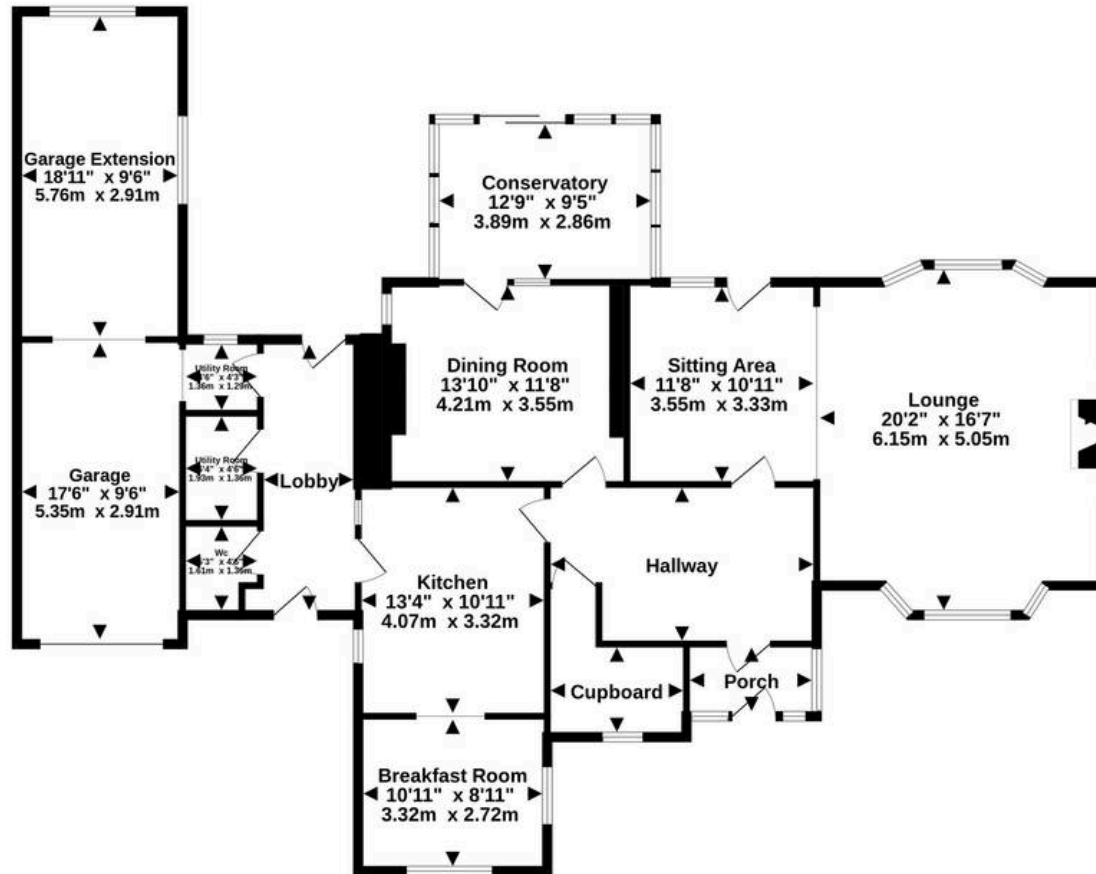 Garage Extension
18'11" x 9'6"
5.76m x 2.91m
Conservatory
12'9" x 9'5"
3.89m x 2.86m
Utility Room
x 4'3"
1.36m x 1.29m
Dining Room
13'10" x 11'8"
4.21m x 3.55m
Sitting Area
11'8" x 10'11"
3.55m x 3.33m
Lounge
20'2" x 16'7"
6.15m x 5.05m
Garage
17'6" x 9'6"
5.35m x 2.91m
Utility Room
x 4'6"
1.93m x 1.36m
Lobby
Wc
1.61m x
Kitchen
13'4" x 10'11"
4.07m x 3.32m
Hallway
Cupboard
Porch
Breakfast Room
10'11" x 8'11"
3.32m x 2.72m